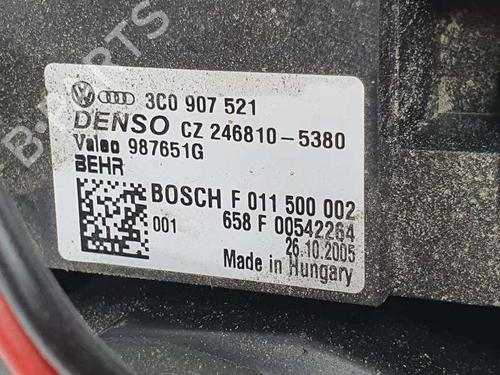 3C0 907 521
DENSO CZ 246810-5380
Valeo 987651G
BEHR
BOSCH F 011 500 002
001 658 F 00542264
26.10.2005
Made in Hungary